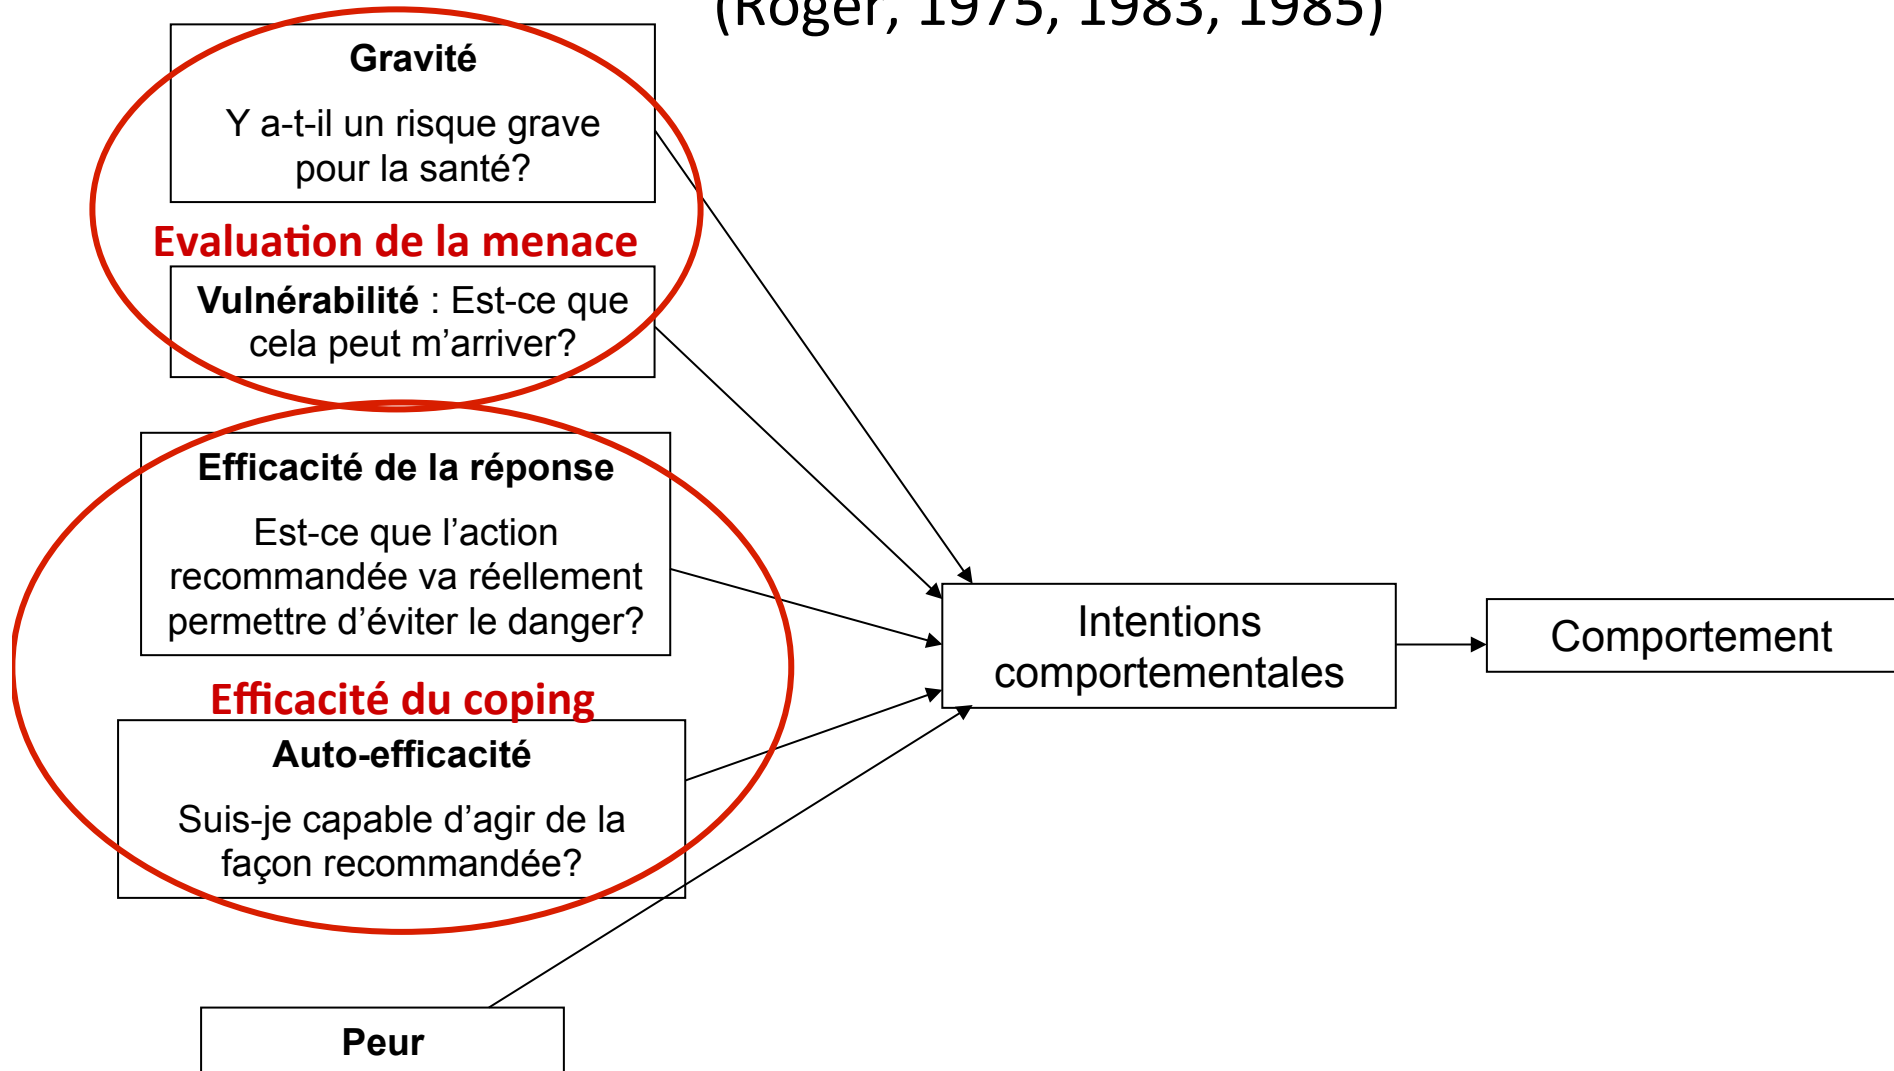 (Roger, 1975, 1983, 1985)
Gravité
Y a-t-il un risque grave
pour la santé?
Evaluation de la menace
Vulnérabilité : Est-ce que
cela peut m’arriver?
Efficacité de la réponse
Est-ce que l’action
recommandée va réellement
permettre d’éviter le danger?
Efficacité du coping
Auto-efficacité
Suis-je capable d’agir de la
façon recommandée?
Peur
Intentions
comportementales
Comportement